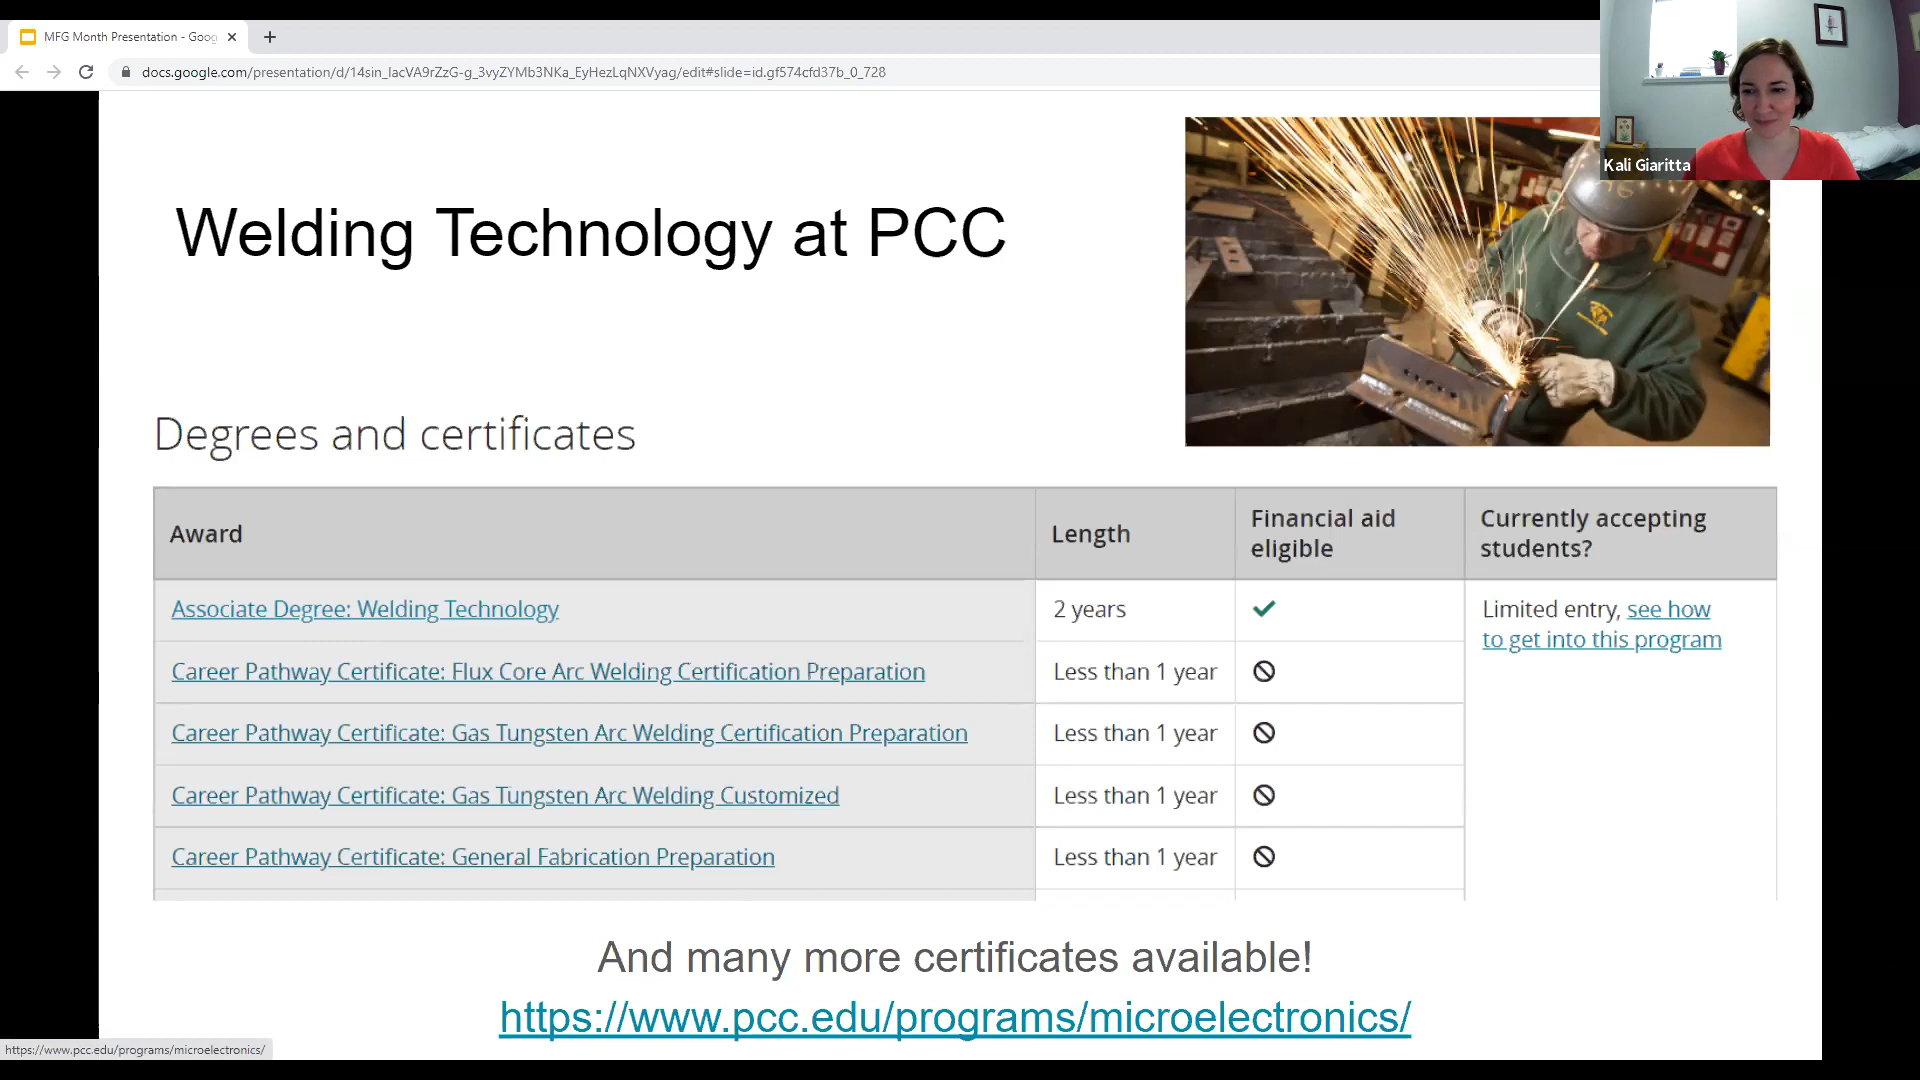 MFG Month Presentation - Goog
docs.google.com/presentation/d/14sin_lacVA9rZzG-g_3vyZYMb3NKa_EyHezLqNXVyag/edit#slide=id.gf574cfd37b_0_728
Kali Giaritta
Welding Technology at PCC
Degrees and certificates
Award
Length
Financial aid
eligible
Currently accepting
students?
Associate Degree: Welding Technology
2 years
Limited entry, see how
to get into this program
Career Pathway Certificate: Flux Core Arc Welding Certification Preparation
Less than 1 year
Career Pathway Certificate: Gas Tungsten Arc Welding Certification Preparation
Less than 1 year
Career Pathway Certificate: Gas Tungsten Arc Welding Customized
Less than 1 year
Career Pathway Certificate: General Fabrication Preparation
Less than 1 year
And many more certificates available!
https://www.pcc.edu/programs/microelectronics/
https://www.pcc.edu/programs/microelectronics/